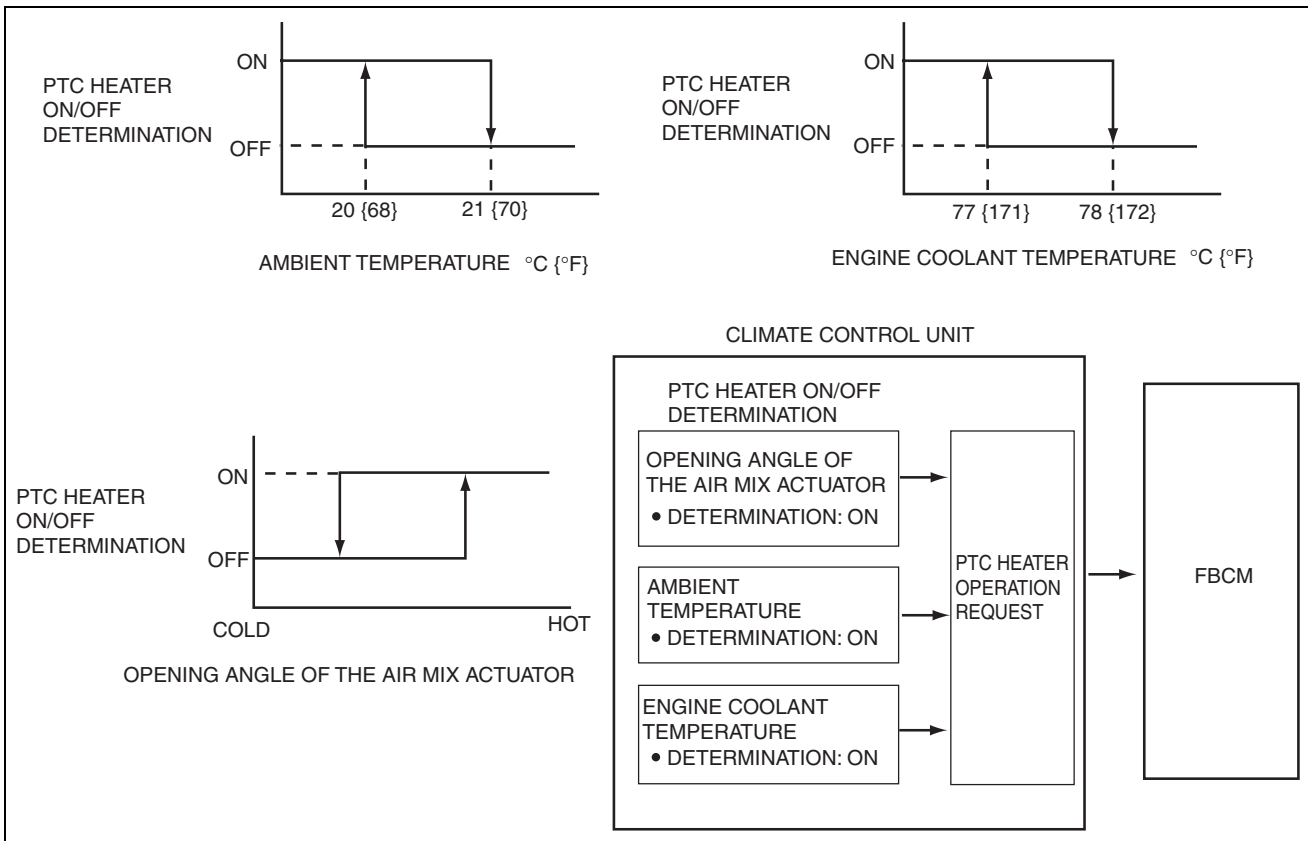 PTC HEATER
ON/OFF
DETERMINATION
ON
OFF
20 {68}
21 {70}
AMBIENT TEMPERATURE °C {°F}
PTC HEATER
ON/OFF
DETERMINATION
ON
OFF
77 {171}
78 {172}
ENGINE COOLANT TEMPERATURE °C {°F}
PTC HEATER
ON/OFF
DETERMINATION
ON
OFF
COLD
HOT
OPENING ANGLE OF THE AIR MIX ACTUATOR
CLIMATE CONTROL UNIT
PTC HEATER ON/OFF
DETERMINATION
OPENING ANGLE OF
THE AIR MIX ACTUATOR
• DETERMINATION: ON
AMBIENT
TEMPERATURE
• DETERMINATION: ON
ENGINE COOLANT
TEMPERATURE
• DETERMINATION: ON
PTC HEATER
OPERATION
REQUEST
FBCM